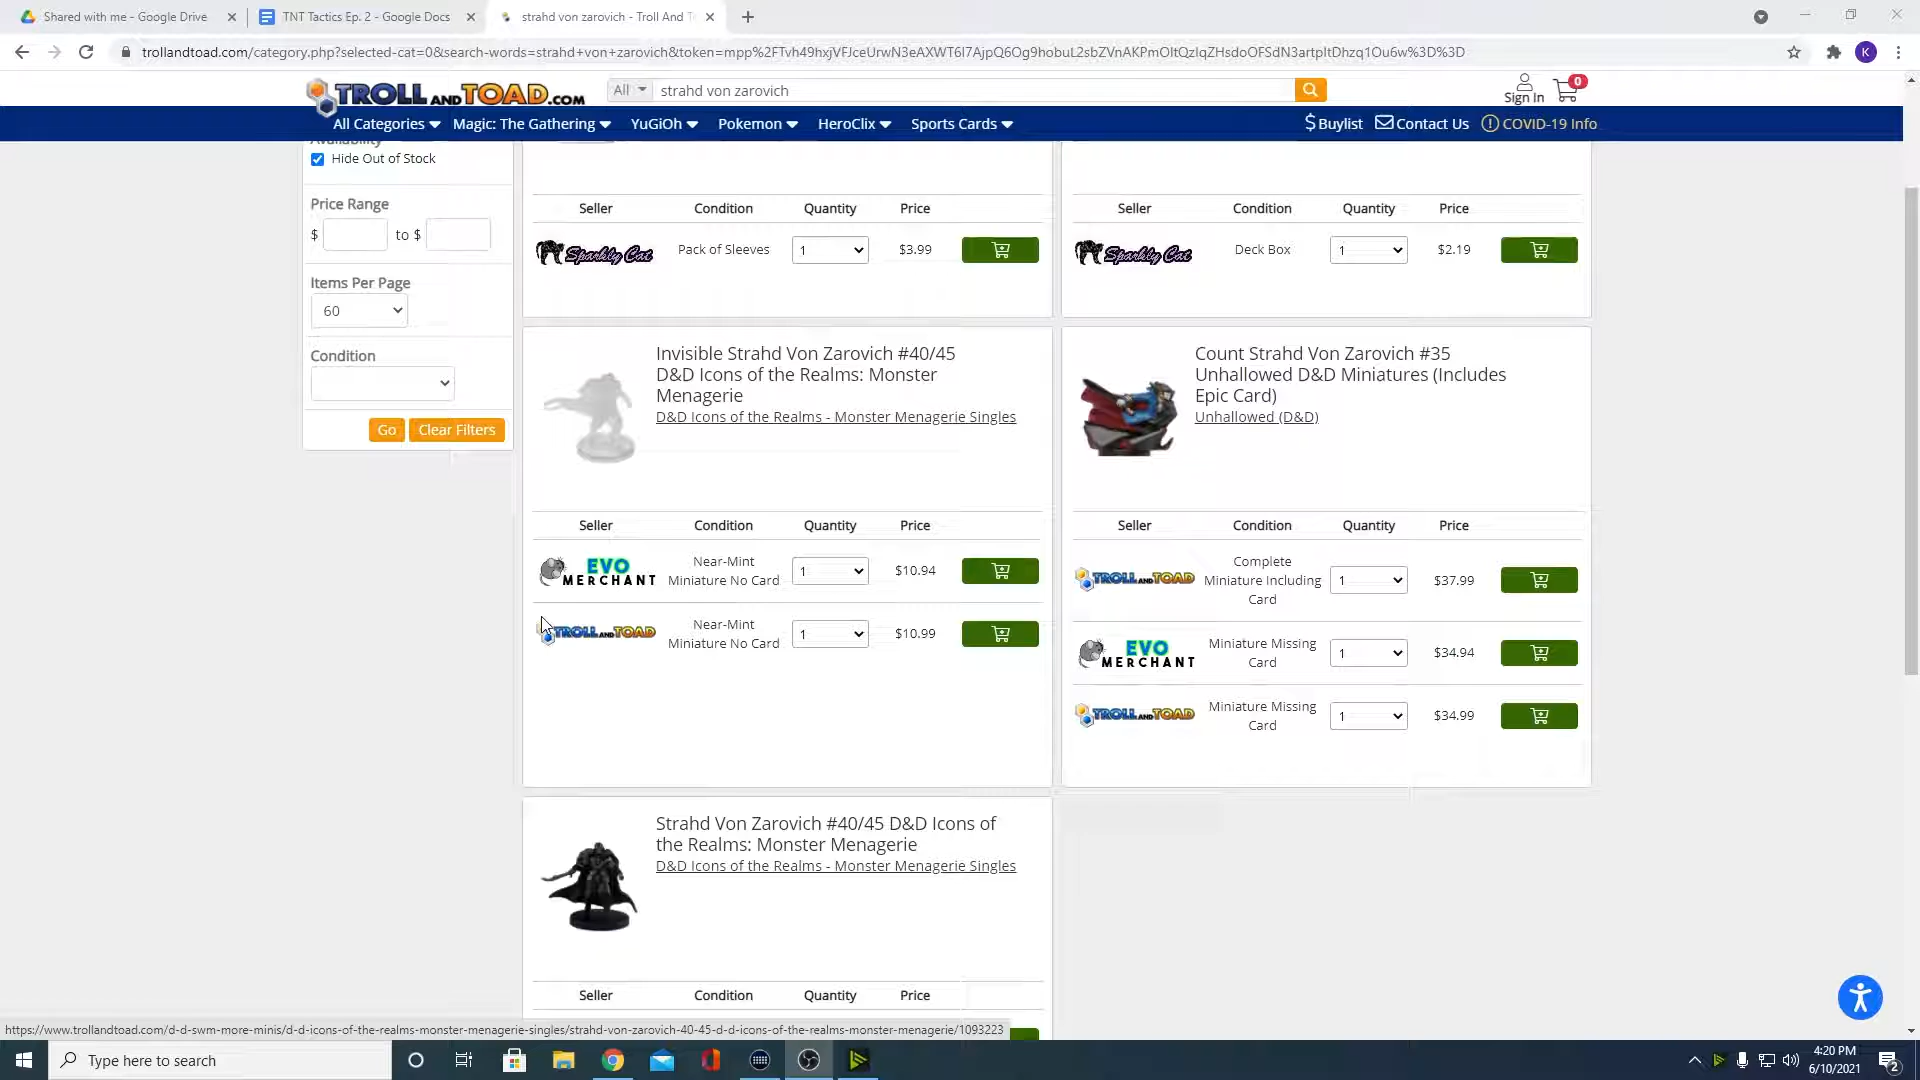 Shared with me - Google Drive
TNT Tactics Ep. 2 - Google Docs
strahd von zarovich - Troll And T
trollandtoad.com/category.php?selected-cat=0&search-words=strahd+von+zarovich&token=
K
TROLL AND TOAD.COM
All
strahd von zarovich
Sign In
0
All Categories
Magic: The Gathering
YuGiOh
Pokemon
HeroClix
Sports Cards
$Buylist
Contact Us
COVID-19 Info
Availability
Hide Out of Stock
Price Range
$ to $
Items Per Page
60
Condition
Go
Clear Filters
Seller Condition Quantity Price
Sparkly Cat Pack of Sleeves 1 $3.99
Seller Condition Quantity Price
Sparkly Cat Deck Box 1 $2.19
Invisible Strahd Von Zarovich #40/45
D&D Icons of the Realms: Monster
Menagerie
D&D Icons of the Realms - Monster Menagerie Singles
Seller Condition Quantity Price
EVO MERCHANT Near-Mint Miniature No Card 1 $10.94
TROLL AND TOAD Near-Mint Miniature No Card 1 $10.99
Count Strahd Von Zarovich #35
Unhallowed D&D Miniatures (Includes
Epic Card)
Unhallowed (D&D)
Seller Condition Quantity Price
TROLL AND TOAD Complete Miniature Including Card 1 $37.99
EVO MERCHANT Miniature Missing Card 1 $34.94
TROLL AND TOAD Miniature Missing Card 1 $34.99
Strahd Von Zarovich #40/45 D&D Icons of
the Realms: Monster Menagerie
D&D Icons of the Realms - Monster Menagerie Singles
Seller Condition Quantity Price
https://www.trollandtoad.com/d-d-swm-more-minis/d-d-icons-of-the-realms-monster-menagerie-singles/strahd-von-zarovich-40-45-d-d-icons-of-the-realms-monster-menagerie/1093223
Type here to search
4:20 PM
6/10/2021
2